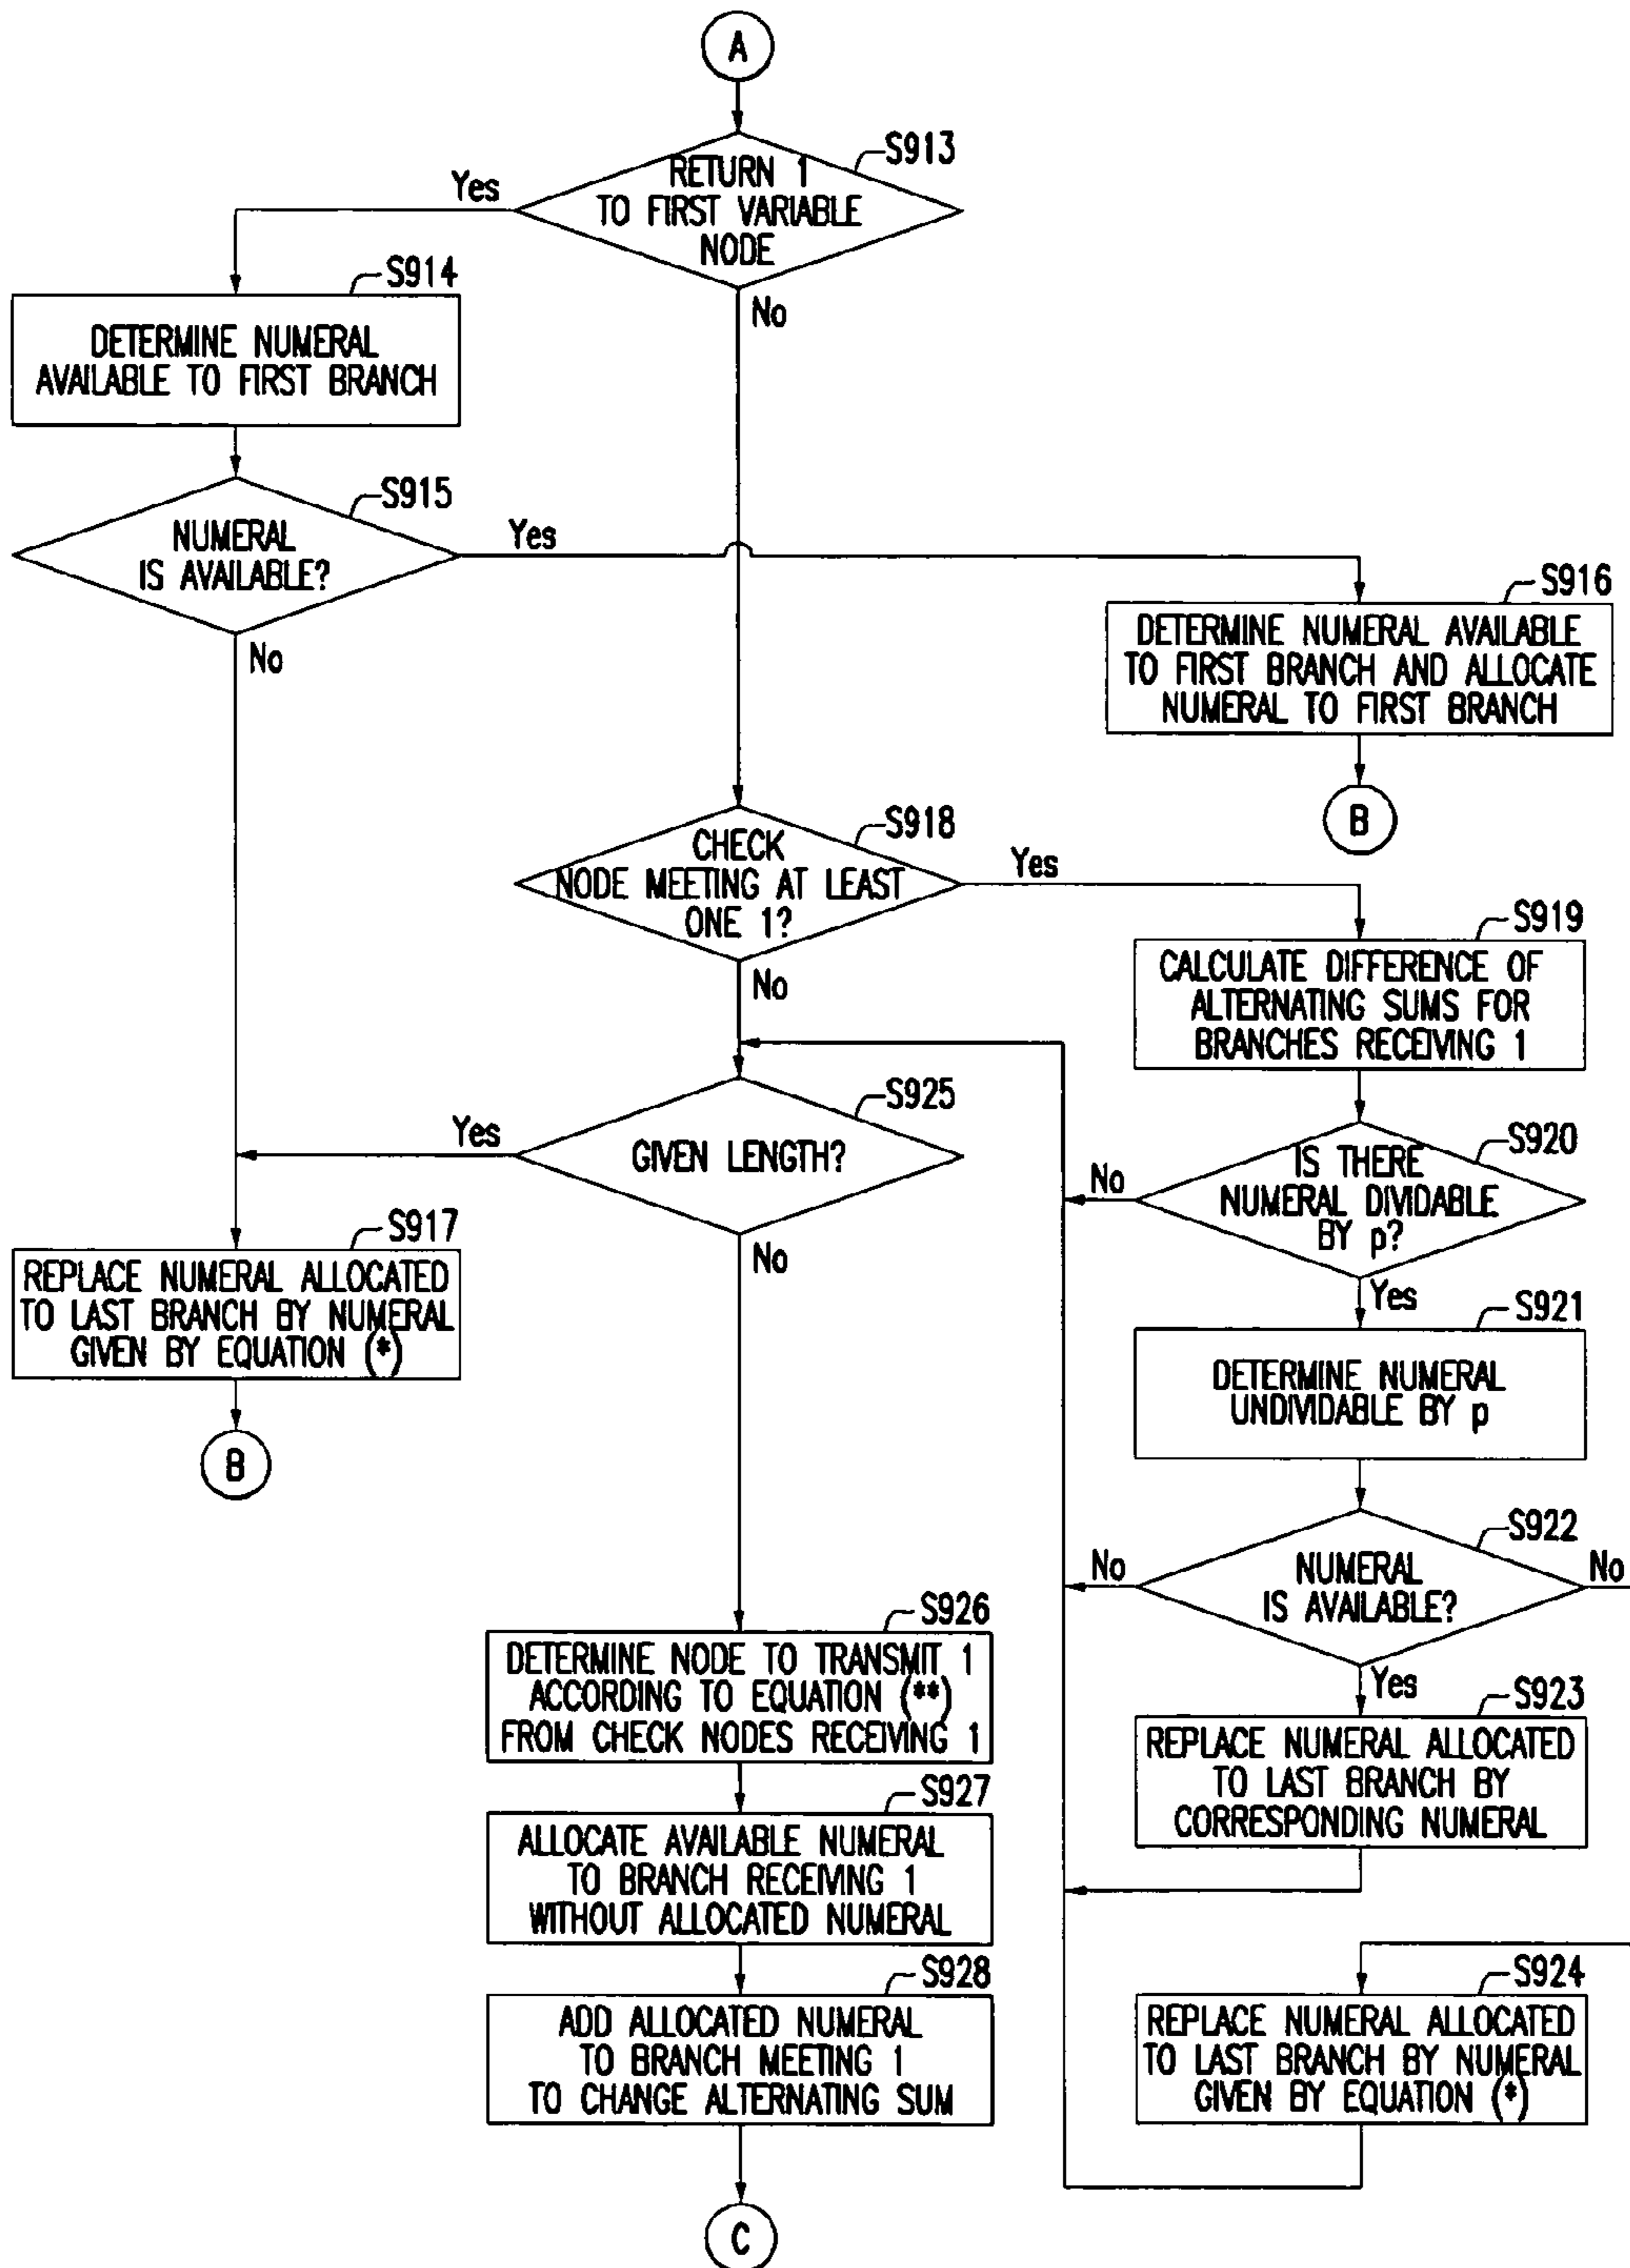 A
S913
RETURN 1
TO FIRST VARIABLE
NODE
Yes
No
S914
DETERMINE NUMERAL
AVAILABLE TO FIRST BRANCH
S915
NUMERAL
IS AVAILABLE?
Yes
No
S916
DETERMINE NUMERAL AVAILABLE
TO FIRST BRANCH AND ALLOCATE
NUMERAL TO FIRST BRANCH
B
S918
CHECK
NODE MEETING AT LEAST
ONE 1?
Yes
No
S919
CALCULATE DIFFERENCE OF
ALTERNATING SUMS FOR
BRANCHES RECEIVING 1
S925
GIVEN LENGTH?
Yes
No
S920
IS THERE
NUMERAL DIVIDABLE
BY p?
No
Yes
S917
REPLACE NUMERAL ALLOCATED
TO LAST BRANCH BY NUMERAL
GIVEN BY EQUATION (*)
B
S921
DETERMINE NUMERAL
UNDIVIDABLE BY p
S922
NUMERAL
IS AVAILABLE?
No
No
Yes
S926
DETERMINE NODE TO TRANSMIT 1
ACCORDING TO EQUATION (**)
FROM CHECK NODES RECEIVING 1
S923
REPLACE NUMERAL ALLOCATED
TO LAST BRANCH BY
CORRESPONDING NUMERAL
S927
ALLOCATE AVAILABLE NUMERAL
TO BRANCH RECEIVING 1
WITHOUT ALLOCATED NUMERAL
S928
ADD ALLOCATED NUMERAL
TO BRANCH MEETING 1
TO CHANGE ALTERNATING SUM
S924
REPLACE NUMERAL ALLOCATED
TO LAST BRANCH BY NUMERAL
GIVEN BY EQUATION (*)
C